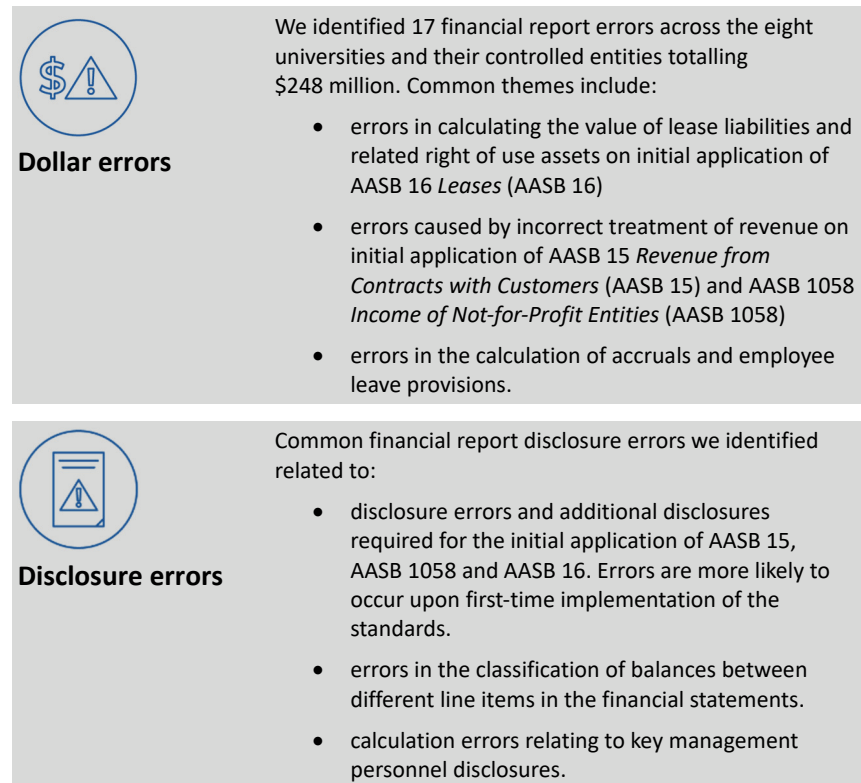 We identified 17 financial report errors across the eight
universities and their controlled entities totalling
$248 million. Common themes include:
• errors in calculating the value of lease liabilities and
related right of use assets on initial application of
AASB 16 Leases (AASB 16)
• errors caused by incorrect treatment of revenue on
initial application of AASB 15 Revenue from
Contracts with Customers (AASB 15) and AASB 1058
Income of Not-for-Profit Entities (AASB 1058)
• errors in the calculation of accruals and employee
leave provisions.
$
Dollar errors
Common financial report disclosure errors we identified
related to:
• disclosure errors and additional disclosures
required for the initial application of AASB 15,
AASB 1058 and AASB 16. Errors are more likely to
occur upon first-time implementation of the
standards.
• errors in the classification of balances between
different line items in the financial statements.
• calculation errors relating to key management
personnel disclosures.
Disclosure errors